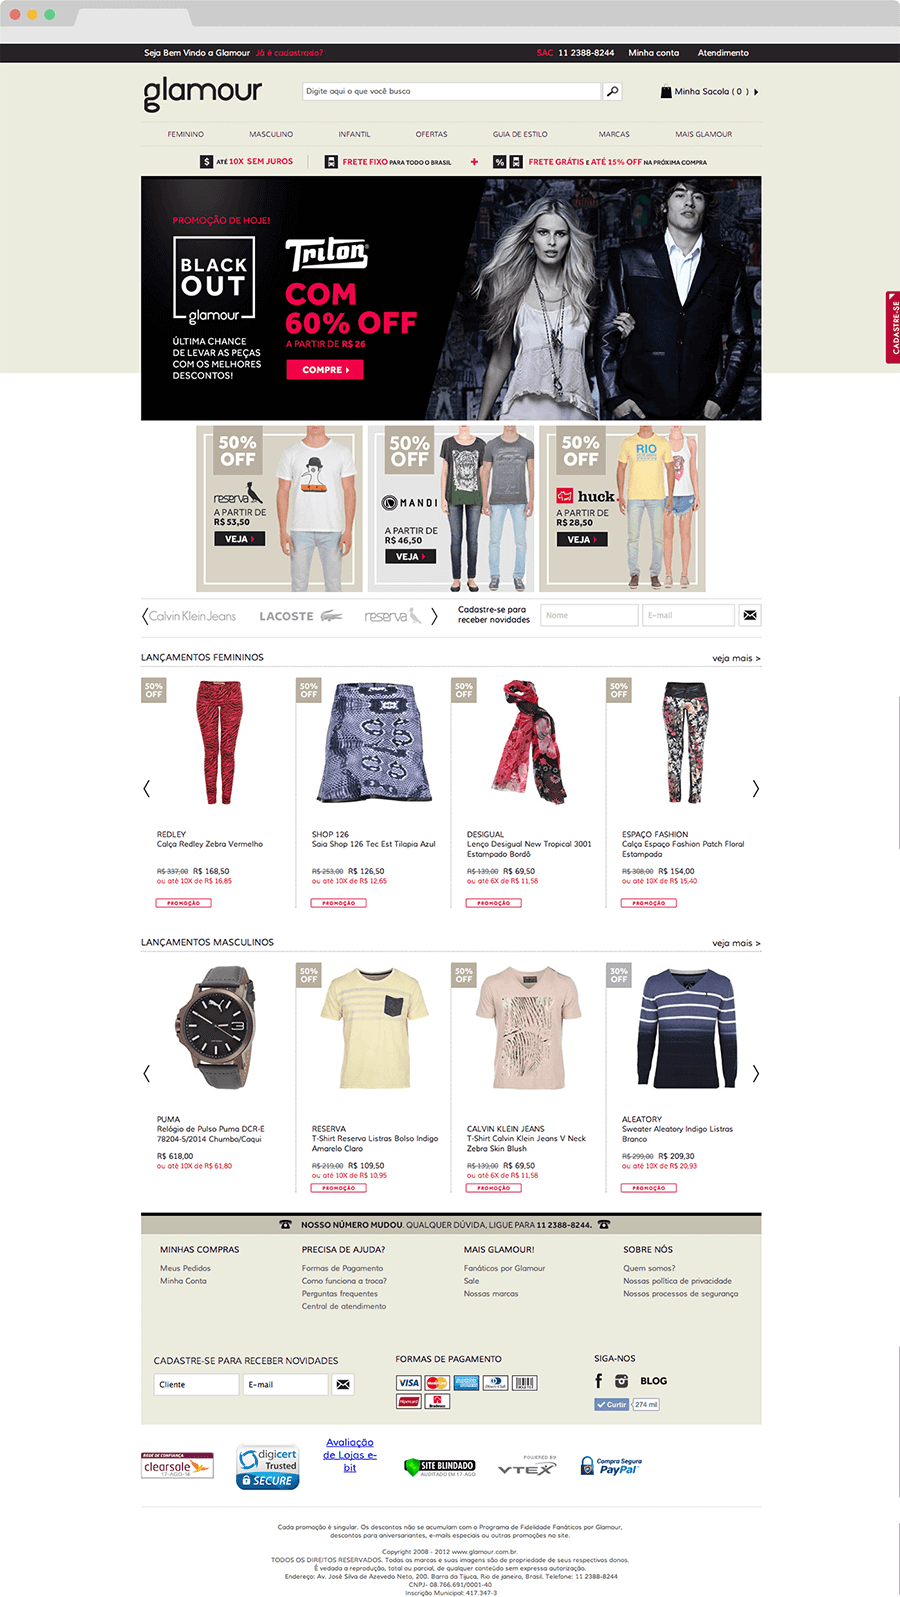 Seja Bem Vindo a Glamour Já é cadastrado?
SAC 11 2388-8244 Minha conta Atendimento
glamour
Digite aqui o que você busca
Minha Sacola ( 0 )
FEMININO MASCULINO INFANTIL OFERTAS GUIA DE ESTILO MARCAS MAIS GLAMOUR
$ ATÉ 10X SEM JUROS
FRETE FIXO PARA TODO O BRASIL
+
% FRETE GRÁTIS E ATÉ 15% OFF NA PRÓXIMA COMPRA
PROMOÇÃO DE HOJE!
BLACK
OUT
glamour
ÚLTIMA CHANCE
DE LEVAR AS PEÇAS
COM OS MELHORES
DESCONTOS!
Triton
COM
60% OFF
A PARTIR DE R$ 26
COMPRE
CADASTRE-SE
50%
OFF
reserva
A PARTIR DE
R$ 53,50
VEJA
50%
OFF
MANDI
A PARTIR DE
R$ 46,50
VEJA
50%
OFF
huck
A PARTIR DE
R$ 28,50
VEJA
RIO
Calvin Klein Jeans LACOSTE reserva
Cadastre-se para
receber novidades
Nome E-mail
LANÇAMENTOS FEMININOS veja mais >
50%
OFF
REDLEY
Calça Redley Zebra Vermelho
R$ 337,00 R$ 168,50
ou até 10X de R$ 16,85
PROMOÇÃO
50%
OFF
SHOP 126
Saia Shop 126 Tec Est Tilapia Azul
R$ 253,00 R$ 126,50
ou até 10X de R$ 12,65
PROMOÇÃO
50%
OFF
DESIGUAL
Lenço Desigual New Tropical 3001
Estampado Bordô
R$ 139,00 R$ 69,50
ou até 6X de R$ 11,58
PROMOÇÃO
50%
OFF
ESPAÇO FASHION
Calça Espaço Fashion Patch Floral
Estampada
R$ 308,00 R$ 154,00
ou até 10X de R$ 15,40
PROMOÇÃO
LANÇAMENTOS MASCULINOS veja mais >
PUMA
Relógio de Pulso Puma DCR-E
78204-S/2014 Chumbo/Caqui
R$ 618,00
ou até 10X de R$ 61,80
50%
OFF
RESERVA
T-Shirt Reserva Listras Bolso Indigo
Amarelo Claro
R$ 219,00 R$ 109,50
ou até 10X de R$ 10,95
PROMOÇÃO
50%
OFF
CALVIN KLEIN JEANS
T-Shirt Calvin Klein Jeans V Neck
Zebra Skin Blush
R$ 139,00 R$ 69,50
ou até 6X de R$ 11,58
PROMOÇÃO
30%
OFF
ALEATORY
Sweater Aleatory Indigo Listras
Branco
R$ 299,00 R$ 209,30
ou até 10X de R$ 20,93
PROMOÇÃO
NOSSO NÚMERO MUDOU. QUALQUER DÚVIDA, LIGUE PARA 11 2388-8244.
MINHAS COMPRAS
Meus Pedidos
Minha Conta
PRECISA DE AJUDA?
Formas de Pagamento
Como funciona a troca?
Perguntas frequentes
Central de atendimento
MAIS GLAMOUR!
Fanáticos por Glamour
Sale
Nossas marcas
SOBRE NÓS
Quem somos?
Nossas política de privacidade
Nossos processos de segurança
CADASTRE-SE PARA RECEBER NOVIDADES
Cliente E-mail
FORMAS DE PAGAMENTO
VISA MasterCard
Hipercard Bradesco
SIGA-NOS
BLOG
Curtir 274 mil
REDE DE CONFIANÇA
clearsale
17-AGO-18
digicert
Trusted
SECURE
Avaliação
de Lojas e-
bit
SITE BLINDADO
AUDITADO EM 17-AGO
POWERED BY
VTEX
Compra Segura
PayPal
Cada promoção é singular. Os descontos não se acumulam com o Programa de Fidelidade Fanáticos por Glamour,
descontos para aniversariantes, e-mails especiais ou outras promoções no site.
Copyright 2008 - 2012 www.glamour.com.br.
TODOS OS DIREITOS RESERVADOS. Todas as marcas e suas imagens são de propriedade de seus respectivos donos.
É vedada a reprodução, total ou parcial, de qualquer conteúdo sem expressa autorização.
Endereço: Av. José Silva de Azevedo Neto, 200. Barra da Tijuca, Rio de janeiro, Brasil. Telefone: 11 2388-8244
CNPJ- 08.766.691/0001-40
Inscrição Municipal: 417.347-3